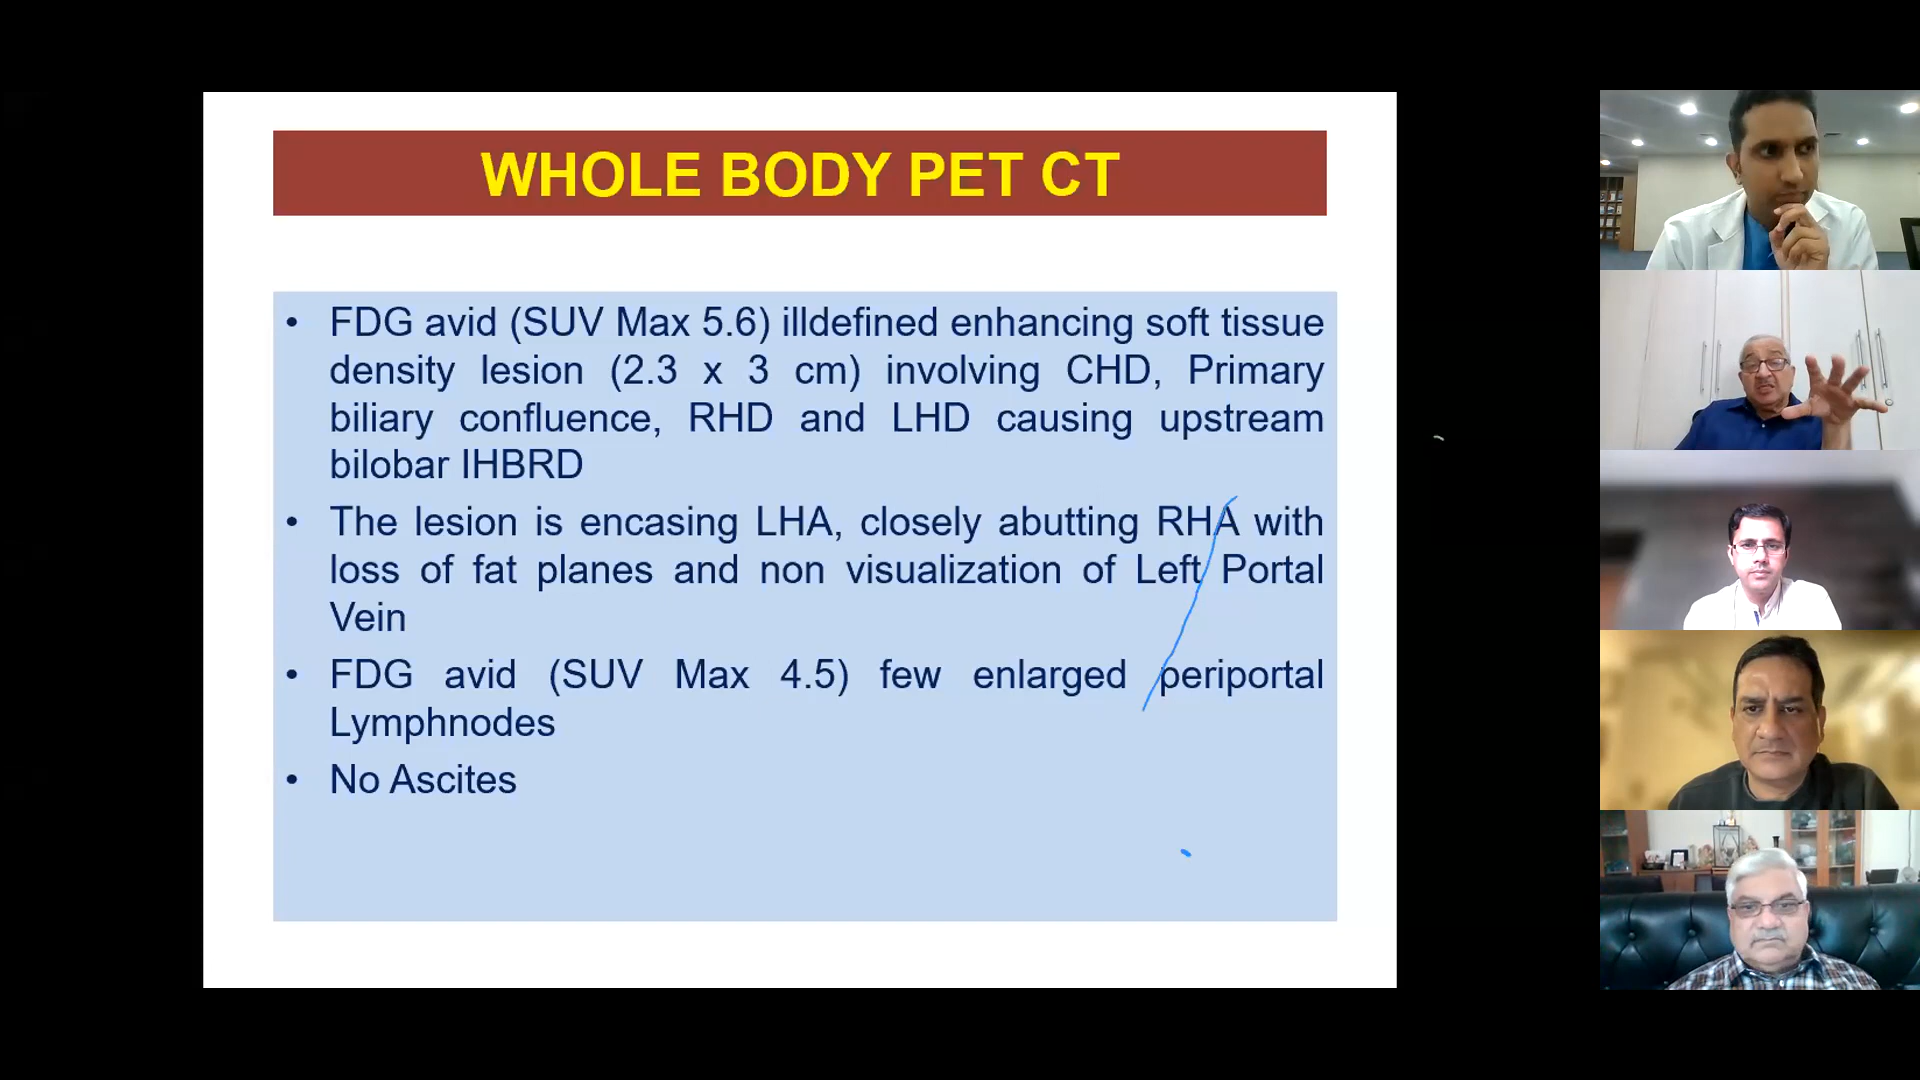 WHOLE BODY PET CT
• FDG avid (SUV Max 5.6) illdefined enhancing soft tissue
density lesion (2.3 x 3 cm) involving CHD, Primary
biliary confluence, RHD and LHD causing upstream
bilobar IHBRD
• The lesion is encasing LHA, closely abutting RHA with
loss of fat planes and non visualization of Left Portal
Vein
• FDG avid (SUV Max 4.5) few enlarged periportal
Lymphnodes
• No Ascites